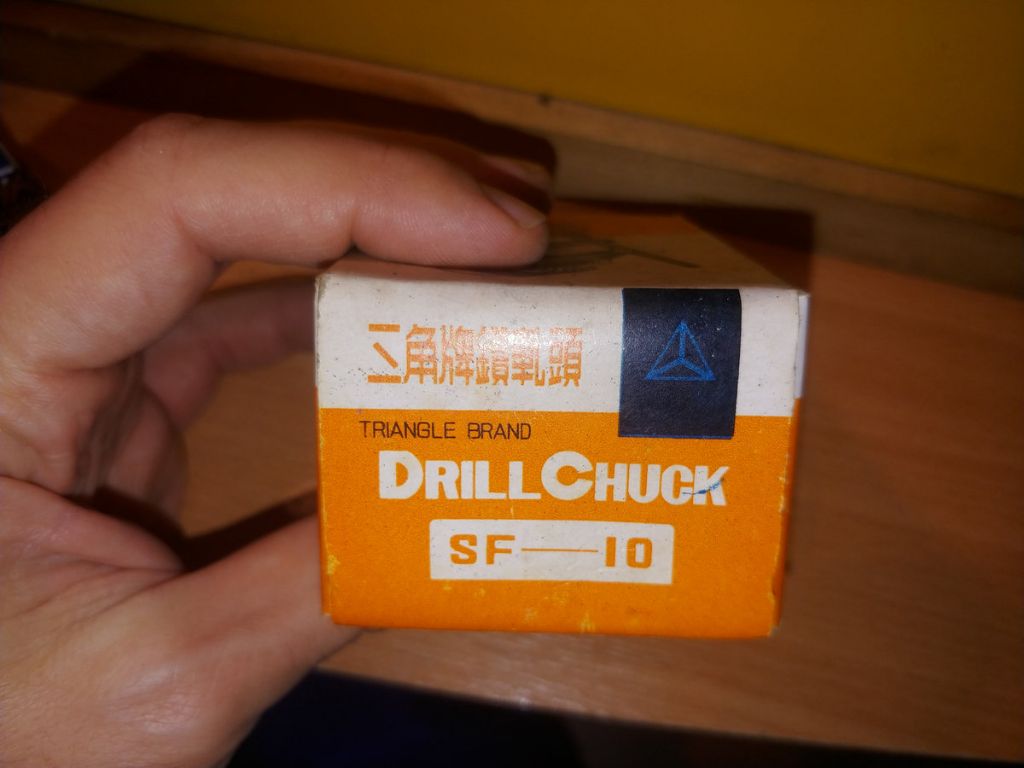 三角牌鑽軋頭
TRIANGLE BRAND
DRILL CHUCK
SF—10